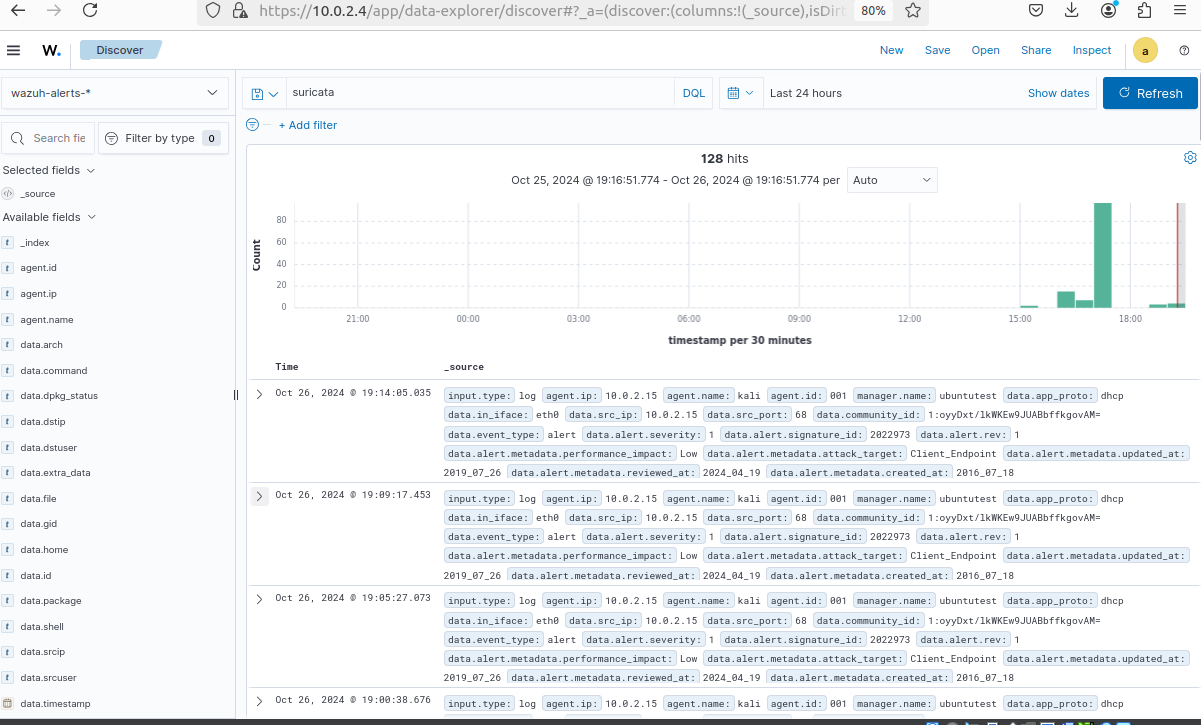 https://10.0.2.4/app/data-explorer/discover#?_a=(discover:(columns:!(_source),isDirt
80%
W.
Discover
New Save Open Share Inspect
a
wazuh-alerts-*
suricata
DQL
Last 24 hours
Show dates
Refresh
+ Add filter
Search fie
Filter by type 0
Selected fields
_source
Available fields
t _index
t agent.id
t agent.ip
t agent.name
t data.arch
t data.command
t data.dpkg_status
t data.dstip
t data.dstuser
t data.extra_data
t data.file
t data.gid
t data.home
t data.id
t data.package
t data.shell
t data.srcip
t data.srcuser
data.timestamp
128 hits
Oct 25, 2024 @ 19:16:51.774 - Oct 26, 2024 @ 19:16:51.774 per Auto
Count
80
60
40
20
0
21:00 00:00 03:00 06:00 09:00 12:00 15:00 18:00
timestamp per 30 minutes
Time _source
Oct 26, 2024 @ 19:14:05.035 input.type: log agent.ip: 10.0.2.15 agent.name: kali agent.id: 001 manager.name: ubuntutest data.app_proto: dhcp
data.in_iface: eth0 data.src_ip: 10.0.2.15 data.src_port: 68 data.community_id: 1:oyyDxt/lkWKEw9JUABbffkgovAM=
data.event_type: alert data.alert.severity: 1 data.alert.signature_id: 2022973 data.alert.rev: 1
data.alert.metadata.performance_impact: Low data.alert.metadata.attack_target: Client_Endpoint data.alert.metadata.updated_at:
2019_07_26 data.alert.metadata.reviewed_at: 2024_04_19 data.alert.metadata.created_at: 2016_07_18
Oct 26, 2024 @ 19:09:17.453 input.type: log agent.ip: 10.0.2.15 agent.name: kali agent.id: 001 manager.name: ubuntutest data.app_proto: dhcp
data.in_iface: eth0 data.src_ip: 10.0.2.15 data.src_port: 68 data.community_id: 1:oyyDxt/lkWKEw9JUABbffkgovAM=
data.event_type: alert data.alert.severity: 1 data.alert.signature_id: 2022973 data.alert.rev: 1
data.alert.metadata.performance_impact: Low data.alert.metadata.attack_target: Client_Endpoint data.alert.metadata.updated_at:
2019_07_26 data.alert.metadata.reviewed_at: 2024_04_19 data.alert.metadata.created_at: 2016_07_18
Oct 26, 2024 @ 19:05:27.073 input.type: log agent.ip: 10.0.2.15 agent.name: kali agent.id: 001 manager.name: ubuntutest data.app_proto: dhcp
data.in_iface: eth0 data.src_ip: 10.0.2.15 data.src_port: 68 data.community_id: 1:oyyDxt/lkWKEw9JUABbffkgovAM=
data.event_type: alert data.alert.severity: 1 data.alert.signature_id: 2022973 data.alert.rev: 1
data.alert.metadata.performance_impact: Low data.alert.metadata.attack_target: Client_Endpoint data.alert.metadata.updated_at:
2019_07_26 data.alert.metadata.reviewed_at: 2024_04_19 data.alert.metadata.created_at: 2016_07_18
Oct 26, 2024 @ 19:00:38.676 input.type: log agent.ip: 10.0.2.15 agent.name: kali agent.id: 001 manager.name: ubuntutest data.app_proto: dhcp